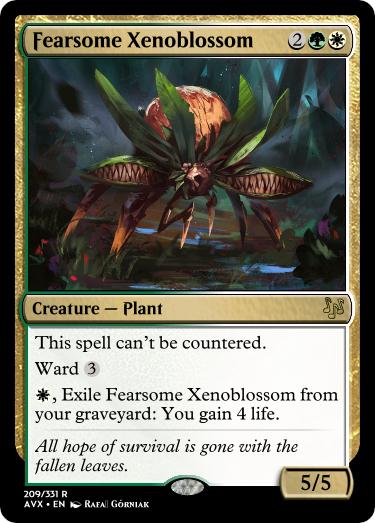 Fearsome Xenoblossom 2
Creature — Plant
This spell can't be countered.
Ward 3
, Exile Fearsome Xenoblossom from
your graveyard: You gain 4 life.
All hope of survival is gone with the
fallen leaves.
5/5
209/331 R
AVX • EN Rafał Górniak